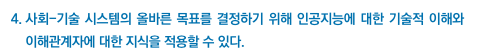 4. 사회-기술 시스템의 올바른 목표를 결정하기 위해 인공지능에 대한 기술적 이해와
이해관계자에 대한 지식을 적용할 수 있다.